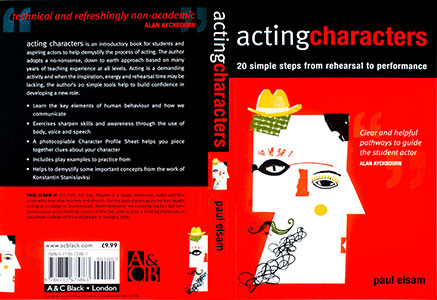 technical and refreshingly non-academic
ALAN AYCKBOURN
acting characters is an introductory book for students and
aspiring actors to help demystify the process of acting. The author
adopts a no-nonsense, down to earth approach based on many
years of teaching experience at all levels. Acting is a demanding
activity and when the inspiration, energy and rehearsal time may be
lacking, the author's 20 simple tools help to build confidence in
developing a new role.
• Learn the key elements of human behaviour and how we
communicate
• Exercises sharpen skills and awareness through the use of
body, voice and speech
• A photocopiable Character Profile Sheet helps you piece
together clues about your character
• Includes play examples to practice from
• Helps to demystify some important concepts from the work of
Konstantin Stanislavksi
PAUL ELSAM
www.acblack.com
£9.99
A&CB
A & C Black • London
actingcharacters
paul elsam
actingcharacters
20 simple steps from rehearsal to performance
Clear and helpful
pathways to guide
the student actor
ALAN AYCKBOURN
paul elsam